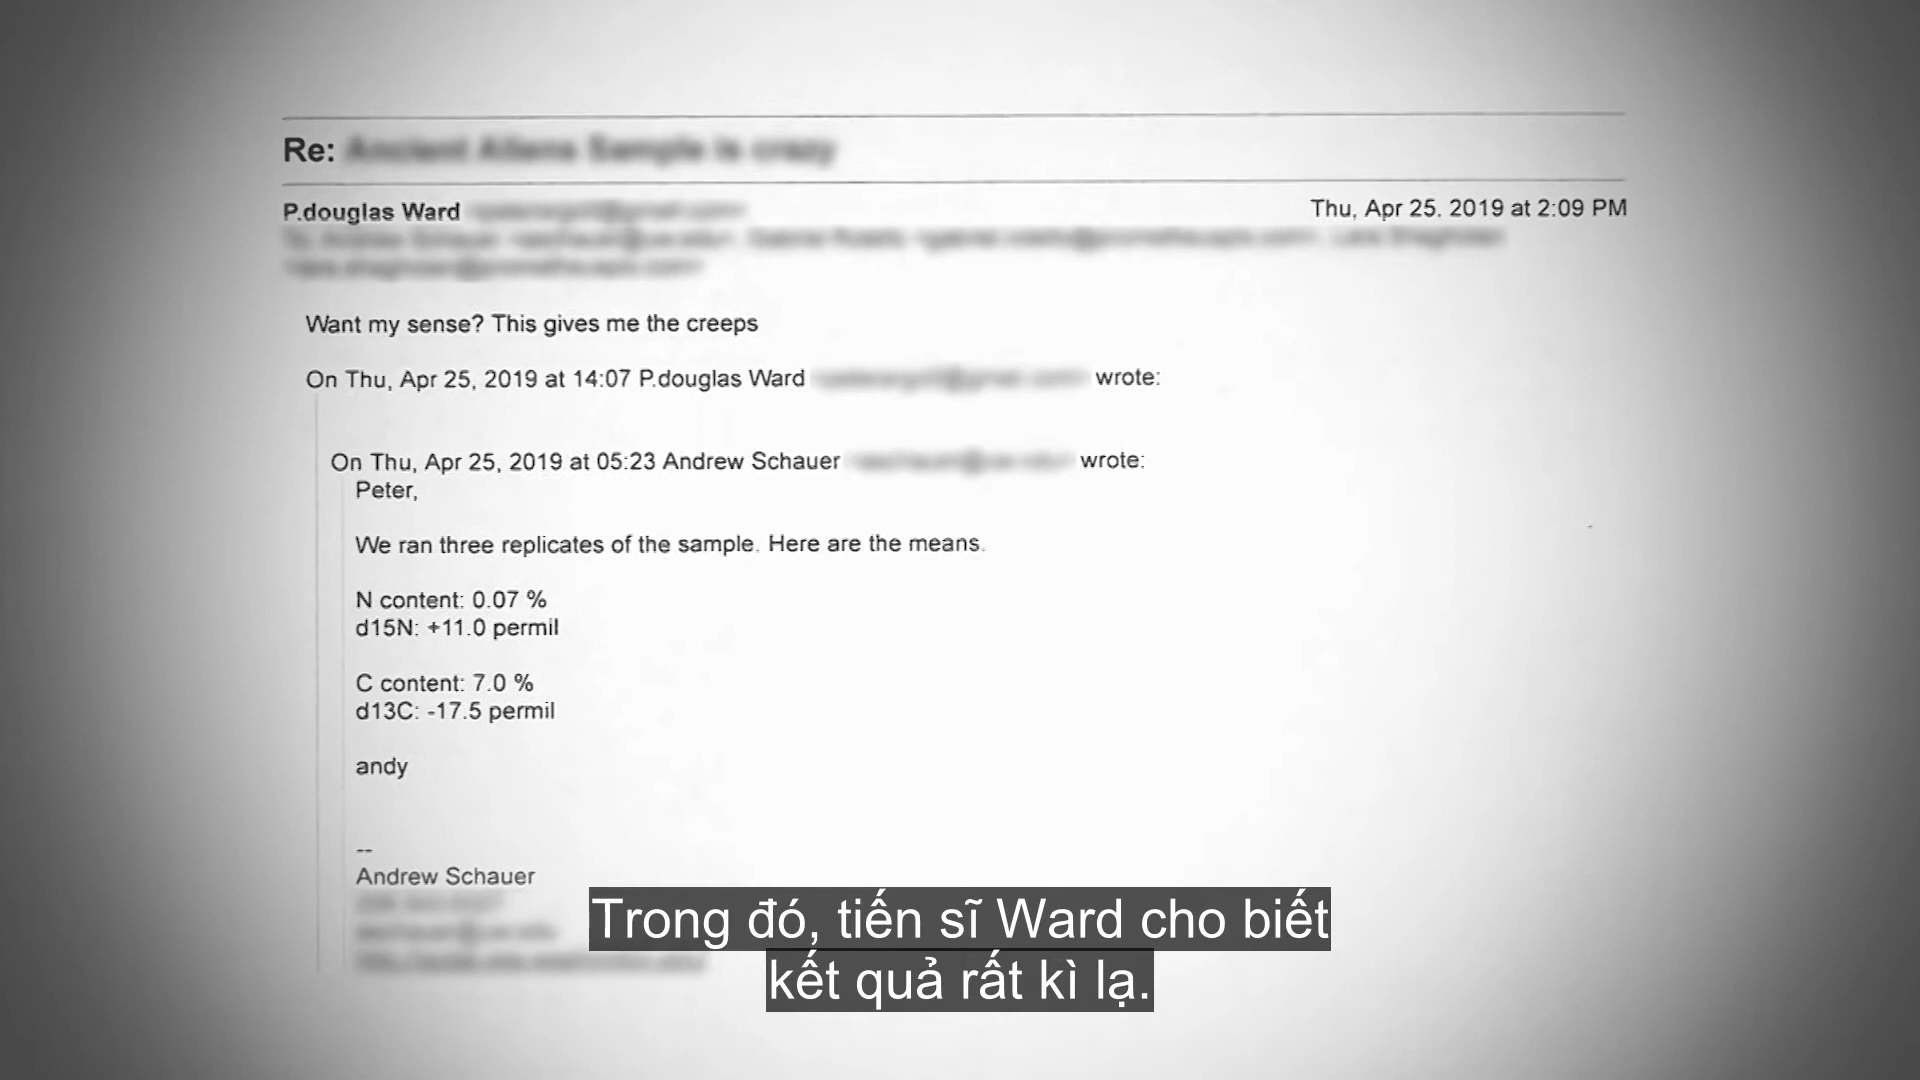 Re:
P.douglas Ward
Thu, Apr 25. 2019 at 2:09 PM
Want my sense? This gives me the creeps
On Thu, Apr 25, 2019 at 14:07 P.douglas Ward wrote:
On Thu, Apr 25, 2019 at 05:23 Andrew Schauer wrote:
Peter,
We ran three replicates of the sample. Here are the means.
N content: 0.07 %
d15N: +11.0 permil
C content: 7.0 %
d13C: -17.5 permil
andy
--
Andrew Schauer
Trong đó, tiến sĩ Ward cho biết
kết quả rất kì lạ.